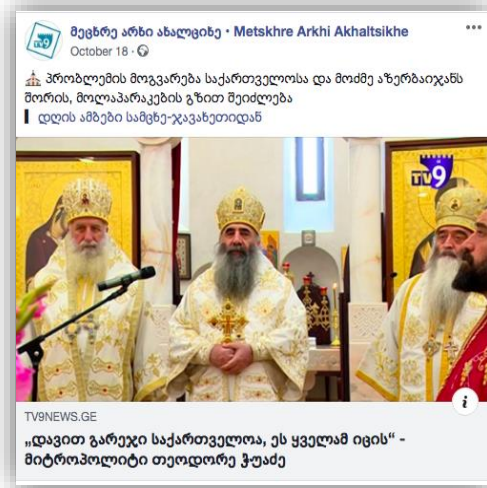 მეცხრე არხი ახალციხე • Metskhre Arkhi Akhaltsikhe
October 18 ·
პრობლემის მოგვარება საქართველოსა და მოძმე აზერბაიჯანს
შორის, მოლაპარაკების გზით შეიძლება
დღის ამბები სამცხე-ჯავახეთიდან
TV9
TV9NEWS.GE
„დავით გარეჯი საქართველოა, ეს ყველამ იცის“ -
მიტროპოლიტი თეოდორე ჭუაძე